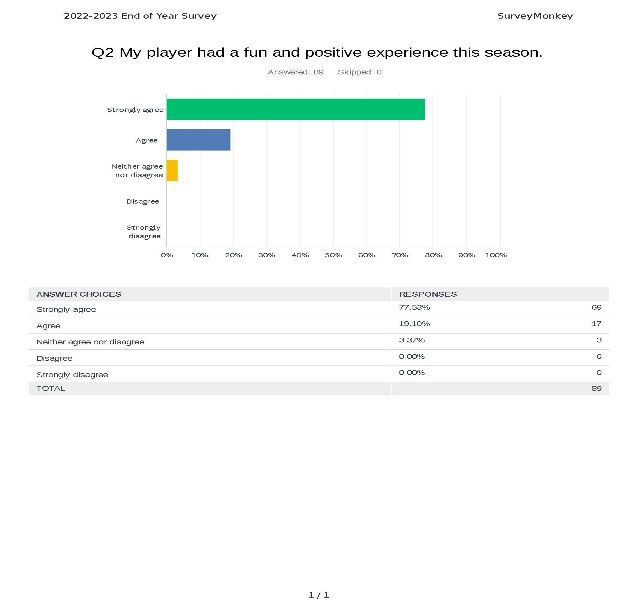 2022-2023 End of Year Survey
SurveyMonkey
Q2 My player had a fun and positive experience this season.
Answered: 89 Skipped: 0
Strongly agree
Agree
Neither agree
nor disagree
Disagree
Strongly
disagree
0% 10% 20% 30% 40% 50% 60% 70% 80% 90% 100%
ANSWER CHOICES RESPONSES
Strongly agree 77.53% 69
Agree 19.10% 17
Neither agree nor disagree 3.37% 3
Disagree 0.00% 0
Strongly disagree 0.00% 0
TOTAL 89
1 / 1